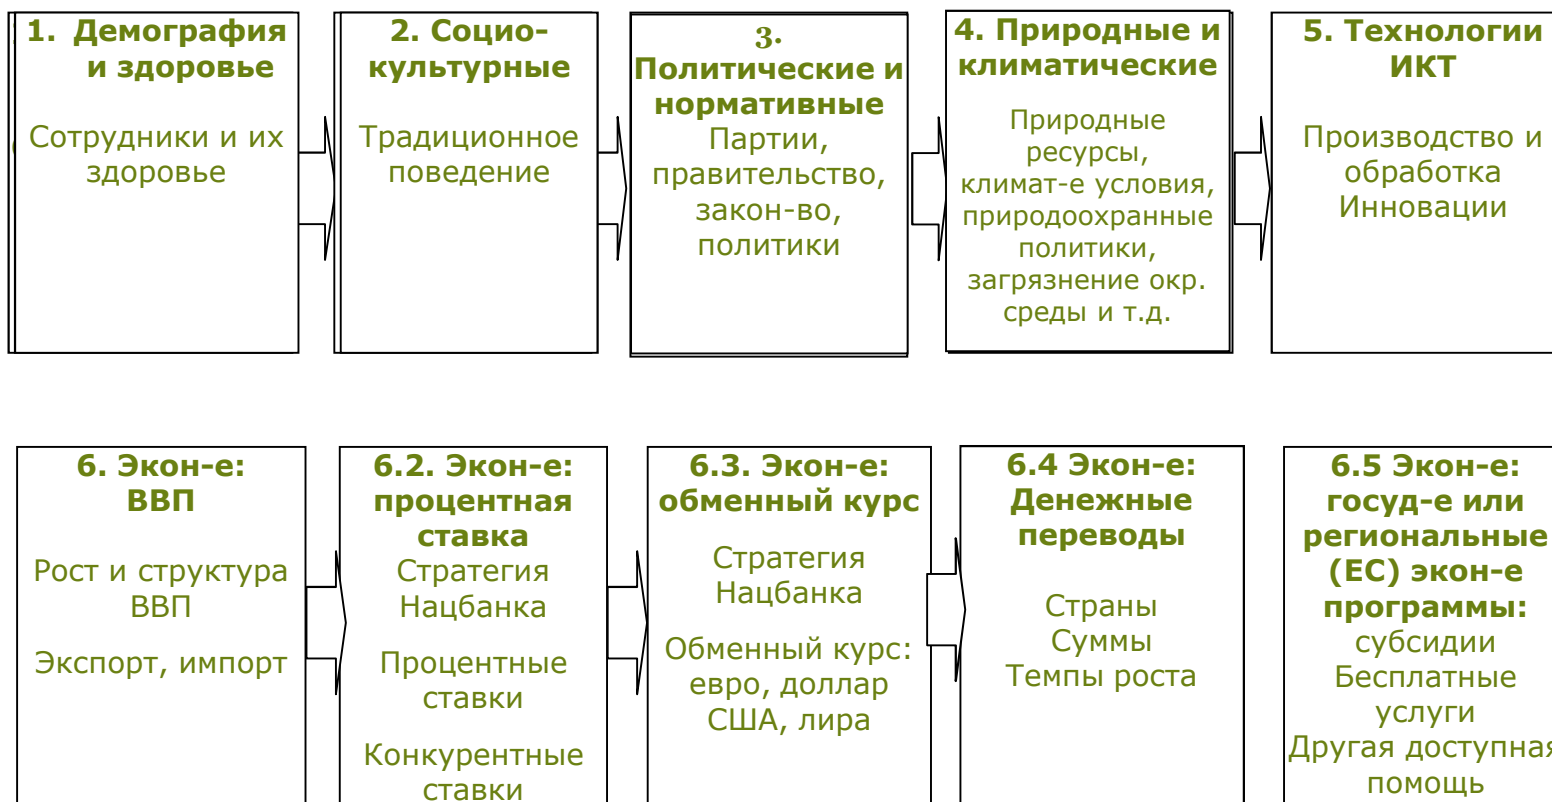 1. Демография
и здоровье
Сотрудники и их
здоровье
2. Социо-
культурные
Традиционное
поведение
3.
Политические и
нормативные
Партии,
правительство,
закон-во,
политики
4. Природные и
климатические
Природные
ресурсы,
климат-е условия,
природоохранные
политики,
загрязнение окр.
среды и т.д.
5. Технологии
ИКТ
Производство и
обработка
Инновации
6. Экон-е:
ВВП
Рост и структура
ВВП
Экспорт, импорт
6.2. Экон-е:
процентная
ставка
Стратегия
Нацбанка
Процентные
ставки
Конкурентные
ставки
6.3. Экон-е:
обменный курс
Стратегия
Нацбанка
Обменный курс:
евро, доллар
США, лира
6.4 Экон-е:
Денежные
переводы
Страны
Суммы
Темпы роста
6.5 Экон-е:
госуд-е или
региональные
(ЕС) экон-е
программы:
субсидии
Бесплатные
услуги
Другая доступная
помощь